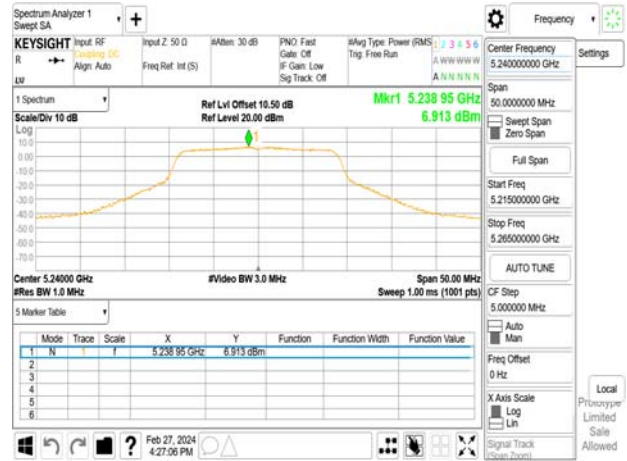 Spectrum Analyzer 1
Swept SA
Frequency
KEYSIGHT
R
Input: RF
Coupling: DC
Align: Auto
Input Z: 50 Ω
Freq Ref: Int (S)
#Atten: 30 dB
PNO: Fast
Gate: Off
IF Gain: Low
Sig Track: Off
#Avg Type: Power (RMS
Trig: Free Run
1 2 3 4 5 6
A W W W W W
A N N N N N
1 Spectrum
Scale/Div 10 dB
Ref Lvl Offset 10.50 dB
Ref Level 20.00 dBm
Mkr1 5.238 95 GHz
6.913 dBm
Log
1
10.0
0.00
-10.0
-20.0
-30.0
-40.0
-50.0
-60.0
-70.0
Center 5.24000 GHz
#Res BW 1.0 MHz
#Video BW 3.0 MHz
Span 50.00 MHz
Sweep 1.00 ms (1001 pts)
5 Marker Table
Mode Trace Scale X Y Function Function Width Function Value
1 N 1 f 5.238 95 GHz 6.913 dBm
2
3
4
5
6
Feb 27, 2024
4:27:06 PM
Center Frequency
5.240000000 GHz
Settings
Span
50.0000000 MHz
Swept Span
Zero Span
Full Span
Start Freq
5.215000000 GHz
Stop Freq
5.265000000 GHz
AUTO TUNE
CF Step
5.000000 MHz
Auto
Man
Freq Offset
0 Hz
X Axis Scale
Log
Lin
Signal Track
(Span Zoom)
Local
Prototype
Limited
Sale
Allowed